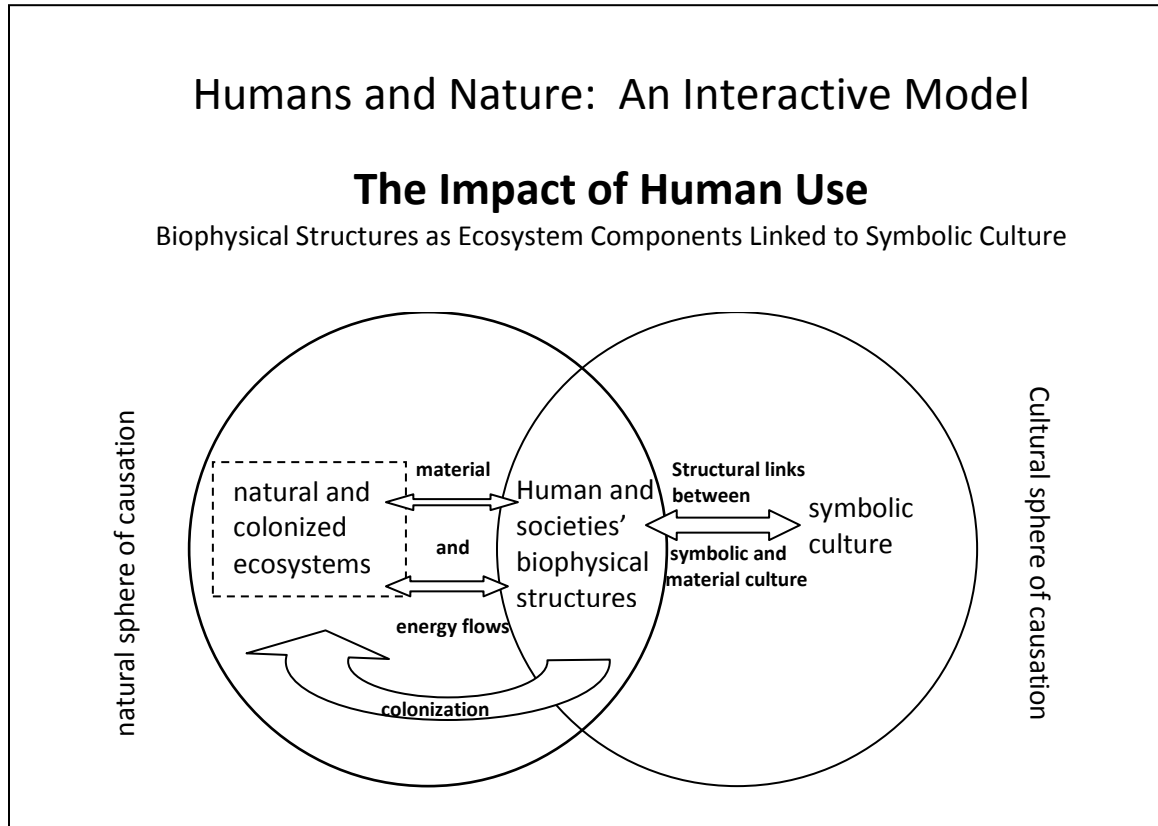 Humans and Nature:  An Interactive Model
The Impact of Human Use
Biophysical Structures as Ecosystem Components Linked to Symbolic Culture
natural sphere of causation
natural and
colonized
ecosystems
material
and
energy flows
colonization
Human and
societies’
biophysical
structures
Structural links
between
symbolic and
material culture
symbolic
culture
Cultural sphere of causation